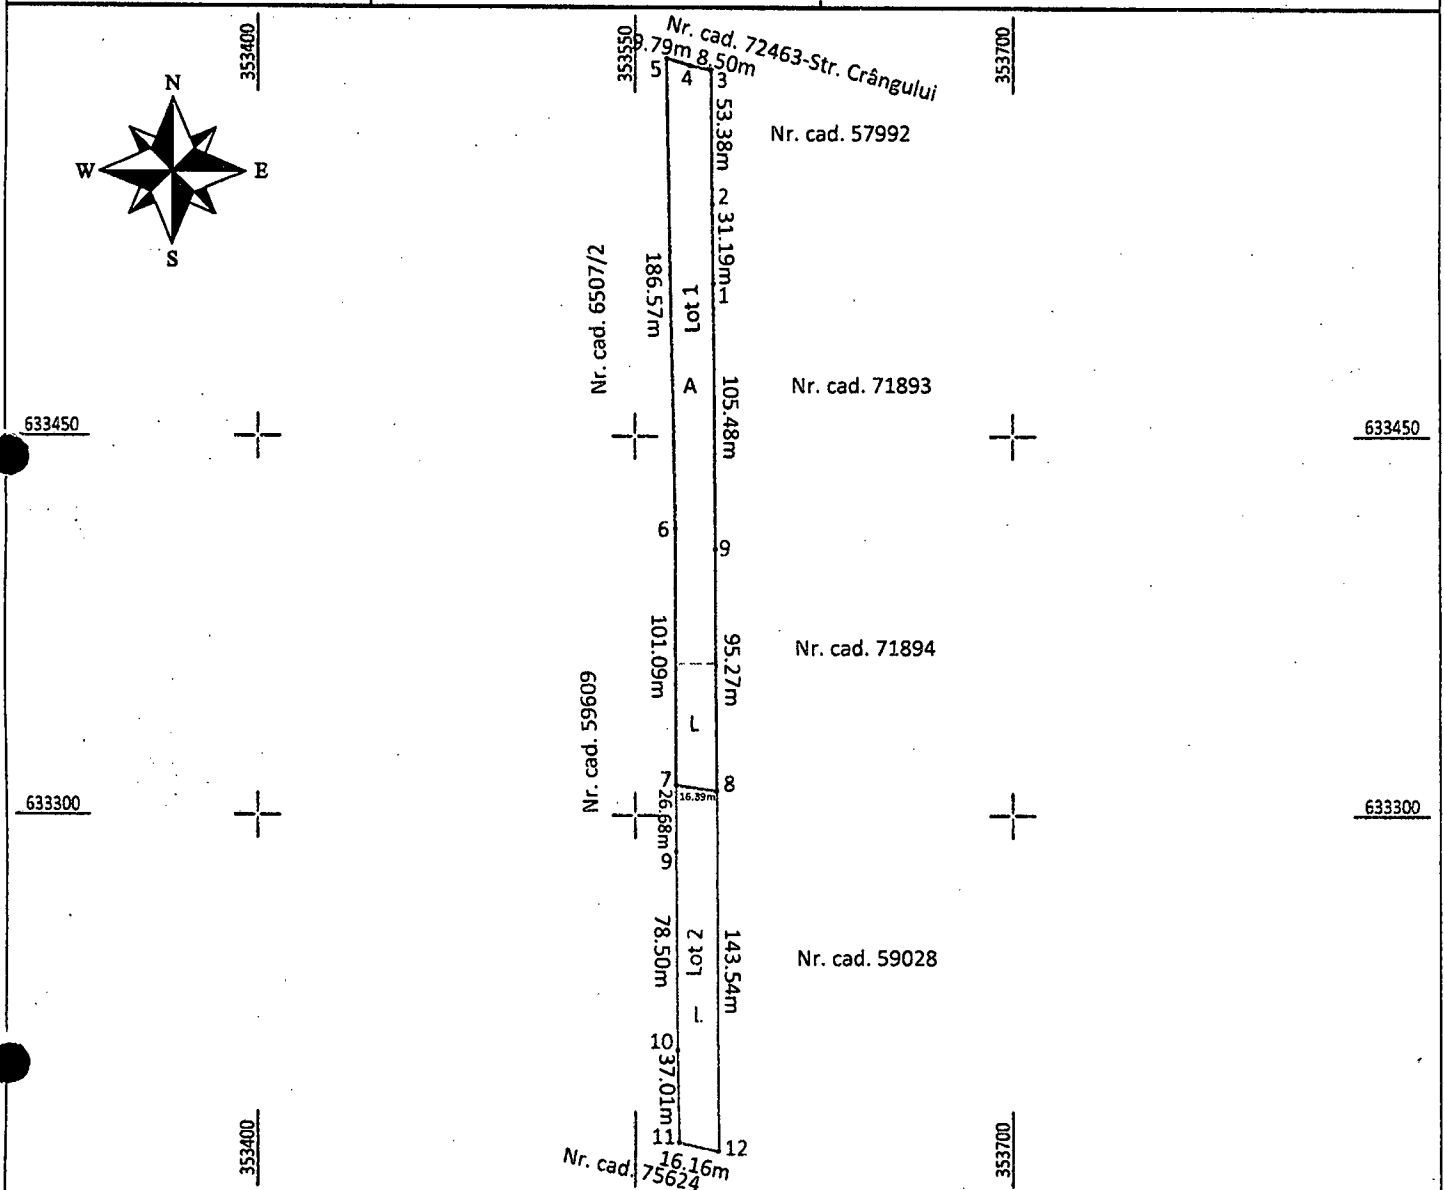 353400
353550
353700
Nr. cad. 72463-Str. Crângului
9.79m
8.50m
5
4
3
N
W
E
S
53.38m
Nr. cad. 57992
2
31.19m
1
Nr. cad. 6507/2
186.57m
Lot 1
A
105.48m
Nr. cad. 71893
633450
633450
6
9
101.09m
95.27m
Nr. cad. 71894
Nr. cad. 59609
L
7
8
16.39m
633300
633300
26.68m
9
78.50m
Lot 2
143.54m
Nr. cad. 59028
L
10
37.01m
11
12
16.16m
Nr. cad. 75624
353400
353700